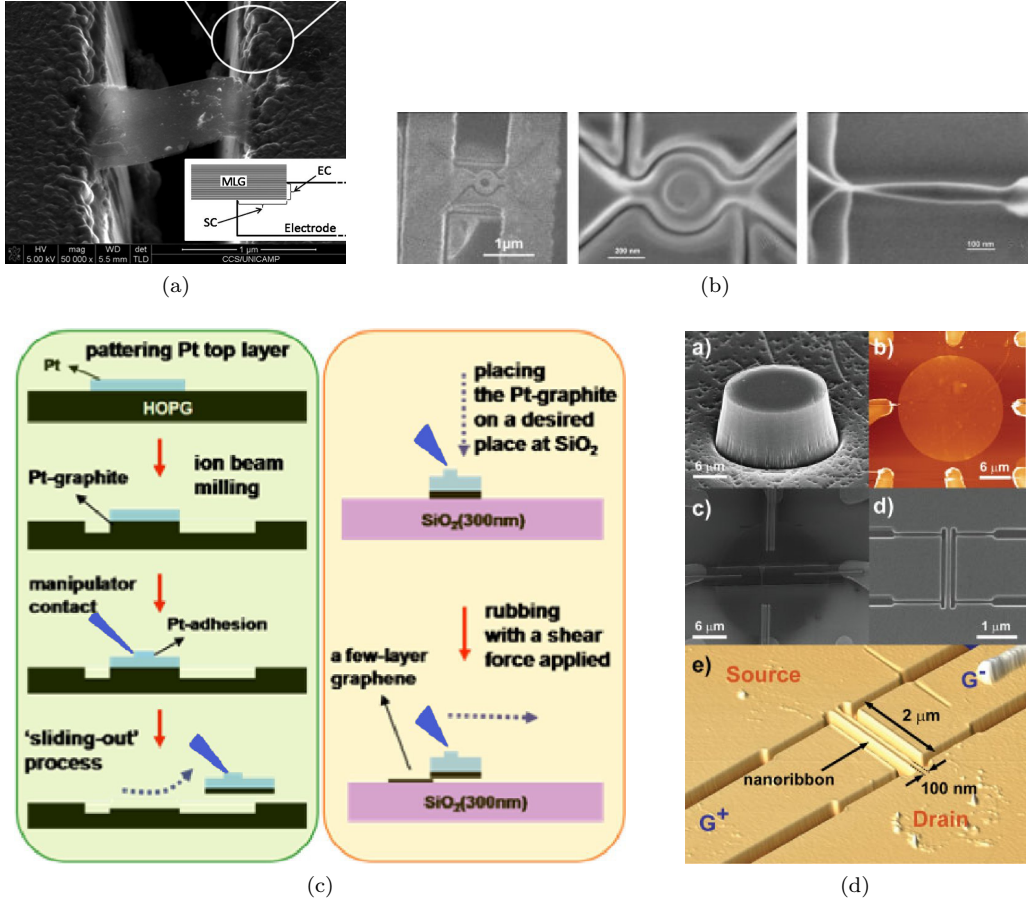 MLG
EC
SC
Electrode
HV
mag
WD
det
5.00 kV
50 000 x
5.5 mm
TLD
1 µm
CCS/UNICAMP
(a)
1µm
200 nm
100 nm
(b)
pattering Pt top layer
Pt
HOPG
ion beam
milling
Pt-graphite
manipulator
contact
Pt-adhesion
'sliding-out'
process
placing
the Pt-graphite
on a desired
place at SiO2
SiO2(300nm)
rubbing
with a shear
force applied
a few-layer
graphene
SiO2(300nm)
(c)
a)
6 µm
b)
6 µm
c)
6 µm
d)
1 µm
e)
Source
G-
2 µm
nanoribbon
100 nm
G+
Drain
(d)